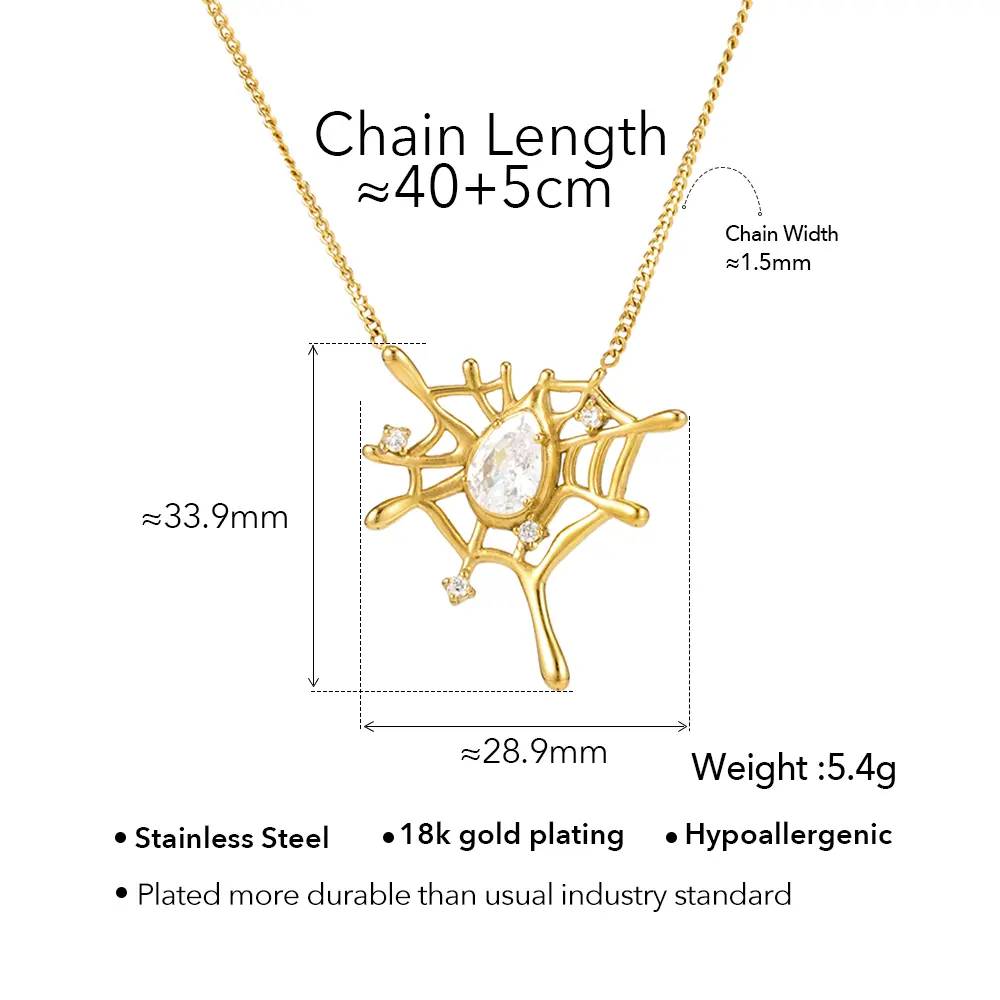 Chain Length
≈40+5cm
Chain Width
≈1.5mm
≈33.9mm
≈28.9mm
Weight :5.4g
• Stainless Steel
• 18k gold plating
• Hypoallergenic
• Plated more durable than usual industry standard